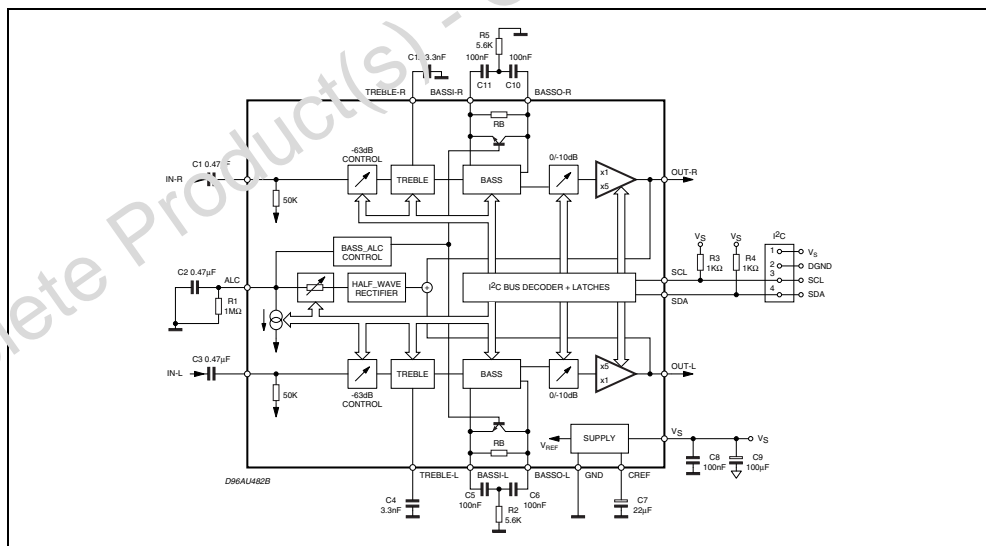 lete Product(s) -
R5
5.6K
3.3nF
100nF
100nF
C11
C10
TREBLE-R
BASSI-R
BASSO-R
RB
-63dB
CONTROL
0/-10dB
C1 0.47
IN-R
TREBLE
BASS
x1
x5
OUT-R
50K
VS
VS
I²C
BASS_ALC
CONTROL
R3
1KΩ
R4
1KΩ
1
VS
2
DGND
3
SCL
4
SDA
C2 0.47µF
ALC
HALF_WAVE
RECTIFIER
+
I²C BUS DECODER + LATCHES
SCL
SDA
R1
1MΩ
C3 0.47µF
IN-L
TREBLE
BASS
x5
x1
OUT-L
50K
-63dB
CONTROL
0/-10dB
RB
VREF
SUPPLY
VS
VS
C8
100nF
C9
100µF
TREBLE-L
BASSI-L
BASSO-L
GND
CREF
D96AU482B
C4
3.3nF
C5
100nF
C6
100nF
R2
5.6K
C7
22µF